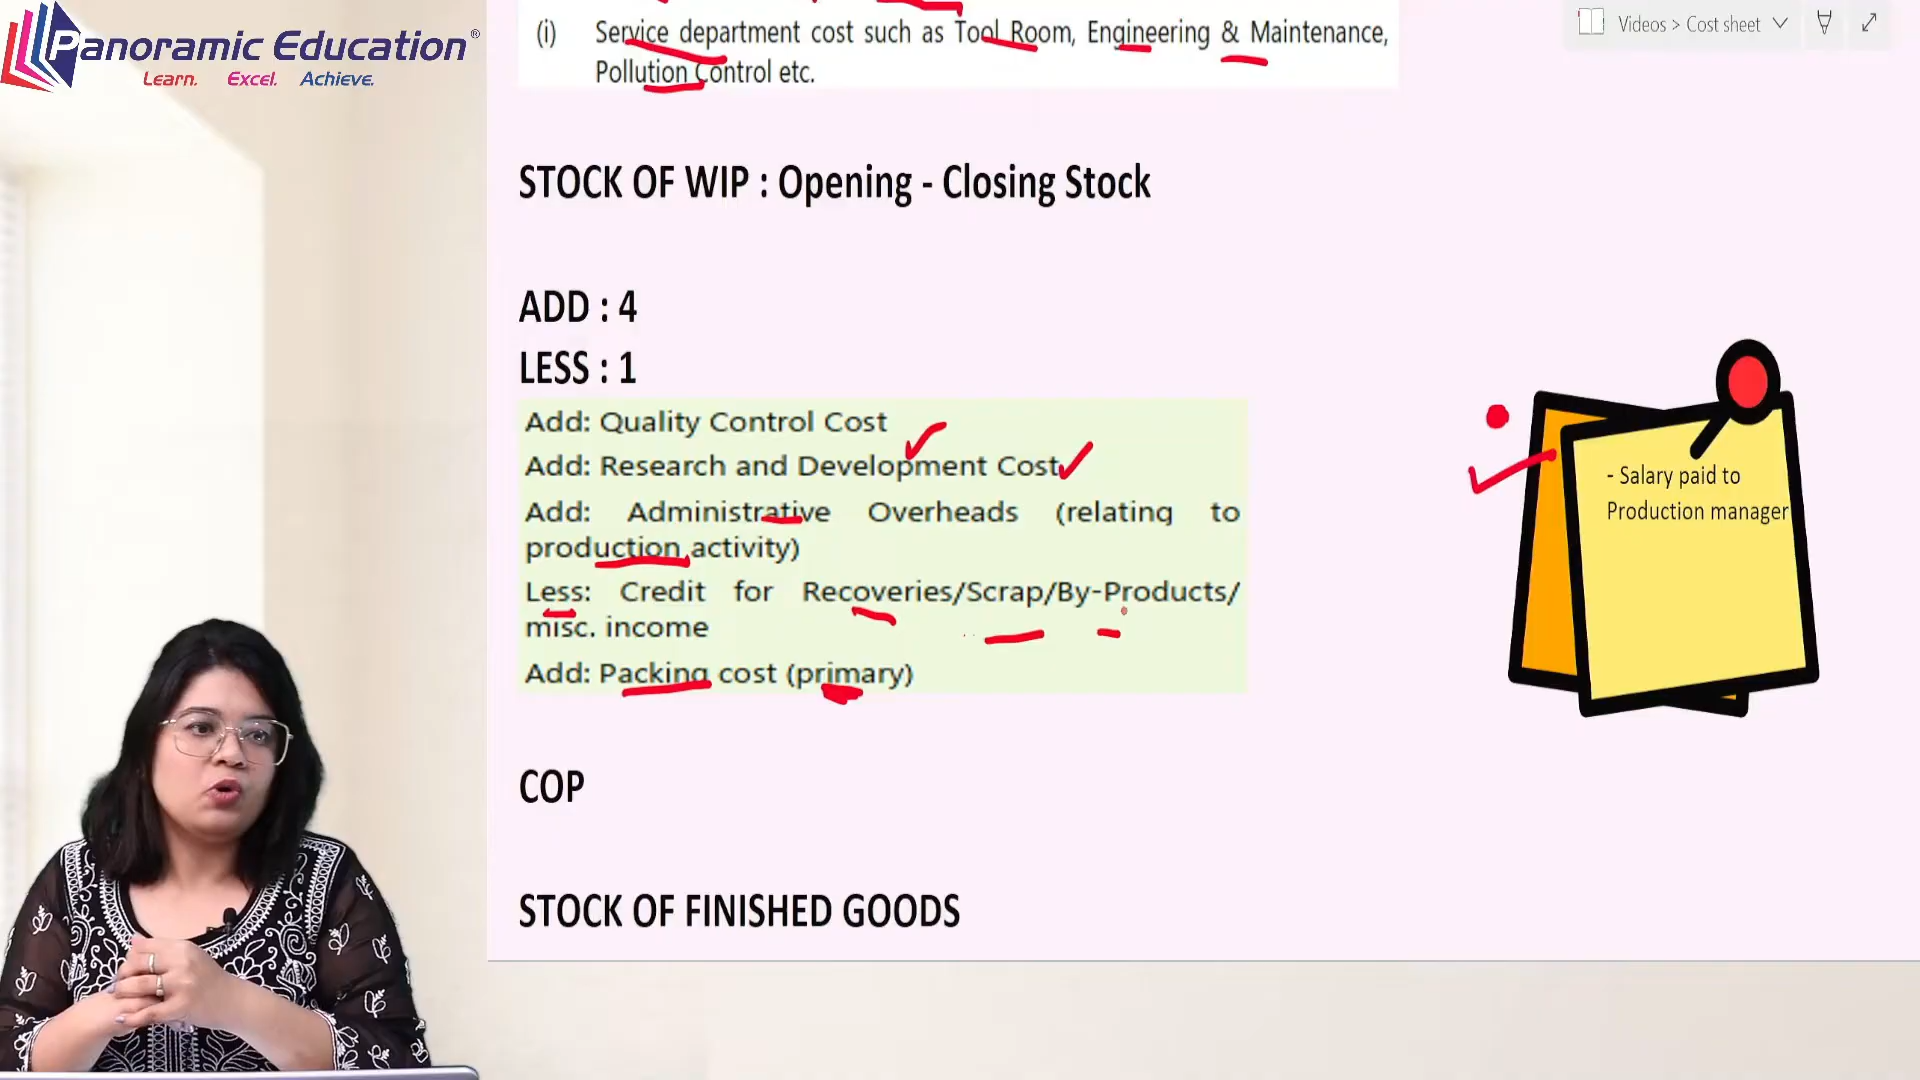 Panoramic Education®
Learn. Excel. Achieve.
(i) Service department cost such as Tool Room, Engineering & Maintenance,
Pollution Control etc.
Videos > Cost sheet
STOCK OF WIP : Opening - Closing Stock
ADD : 4
LESS : 1
Add: Quality Control Cost
Add: Research and Development Cost
Add: Administrative Overheads (relating to
production activity)
Less: Credit for Recoveries/Scrap/By-Products/
misc. income
Add: Packing cost (primary)
- Salary paid to
Production manager
COP
STOCK OF FINISHED GOODS